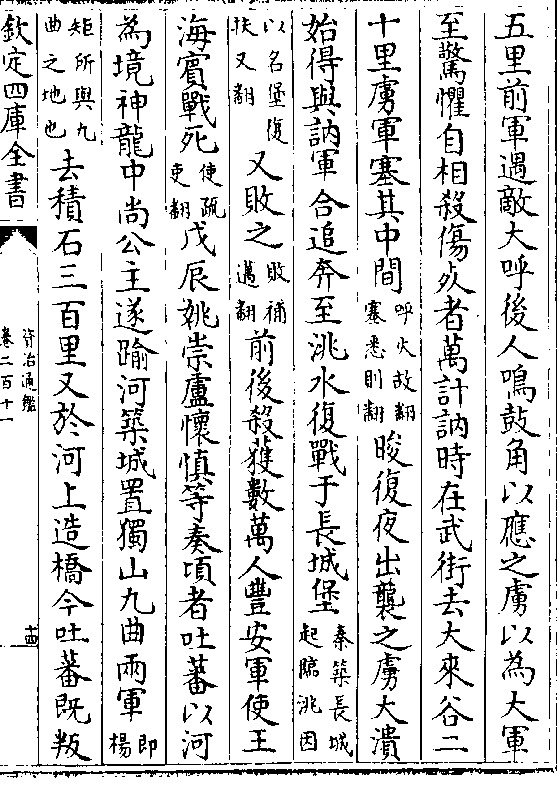 五里前軍遇敵大呼後人鳴鼓角以應之虜以為大軍
至驚懼自相殺傷死者萬計訥時在武街去大來谷二
十里虜軍塞其中間呼火故翻塞悉則翻晙復夜出襲之虜大潰
始得與訥軍合追奔至洮水復戰于長城堡秦築長城起臨洮因
以名堡復扶又翻又敗之敗補邁翻前後殺獲數萬人豐安軍使王
海賓戰死使疏吏翻戊辰姚崇盧懷慎等奏頃者吐蕃以河
為境神龍中尚公主遂踰河築城置獨山九曲兩軍即楊
矩所與九曲之地也去積石三百里又於河上造橋今吐蕃既叛
欽定四庫全書
資治通鑑
卷二百十一
十四